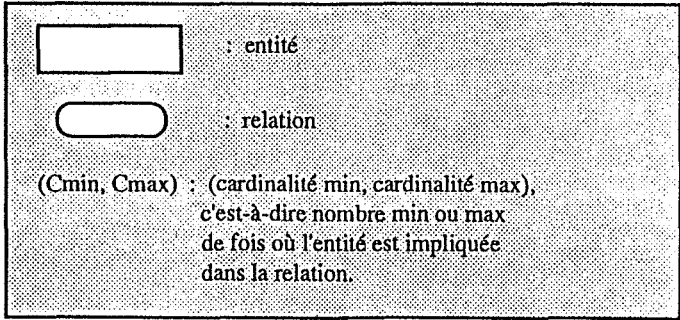 : entité
: relation
(Cmin, Cmax) : (cardinalité min, cardinalité max),
c'est-à-dire nombre min ou max
de fois où l'entité est impliquée
dans la relation.